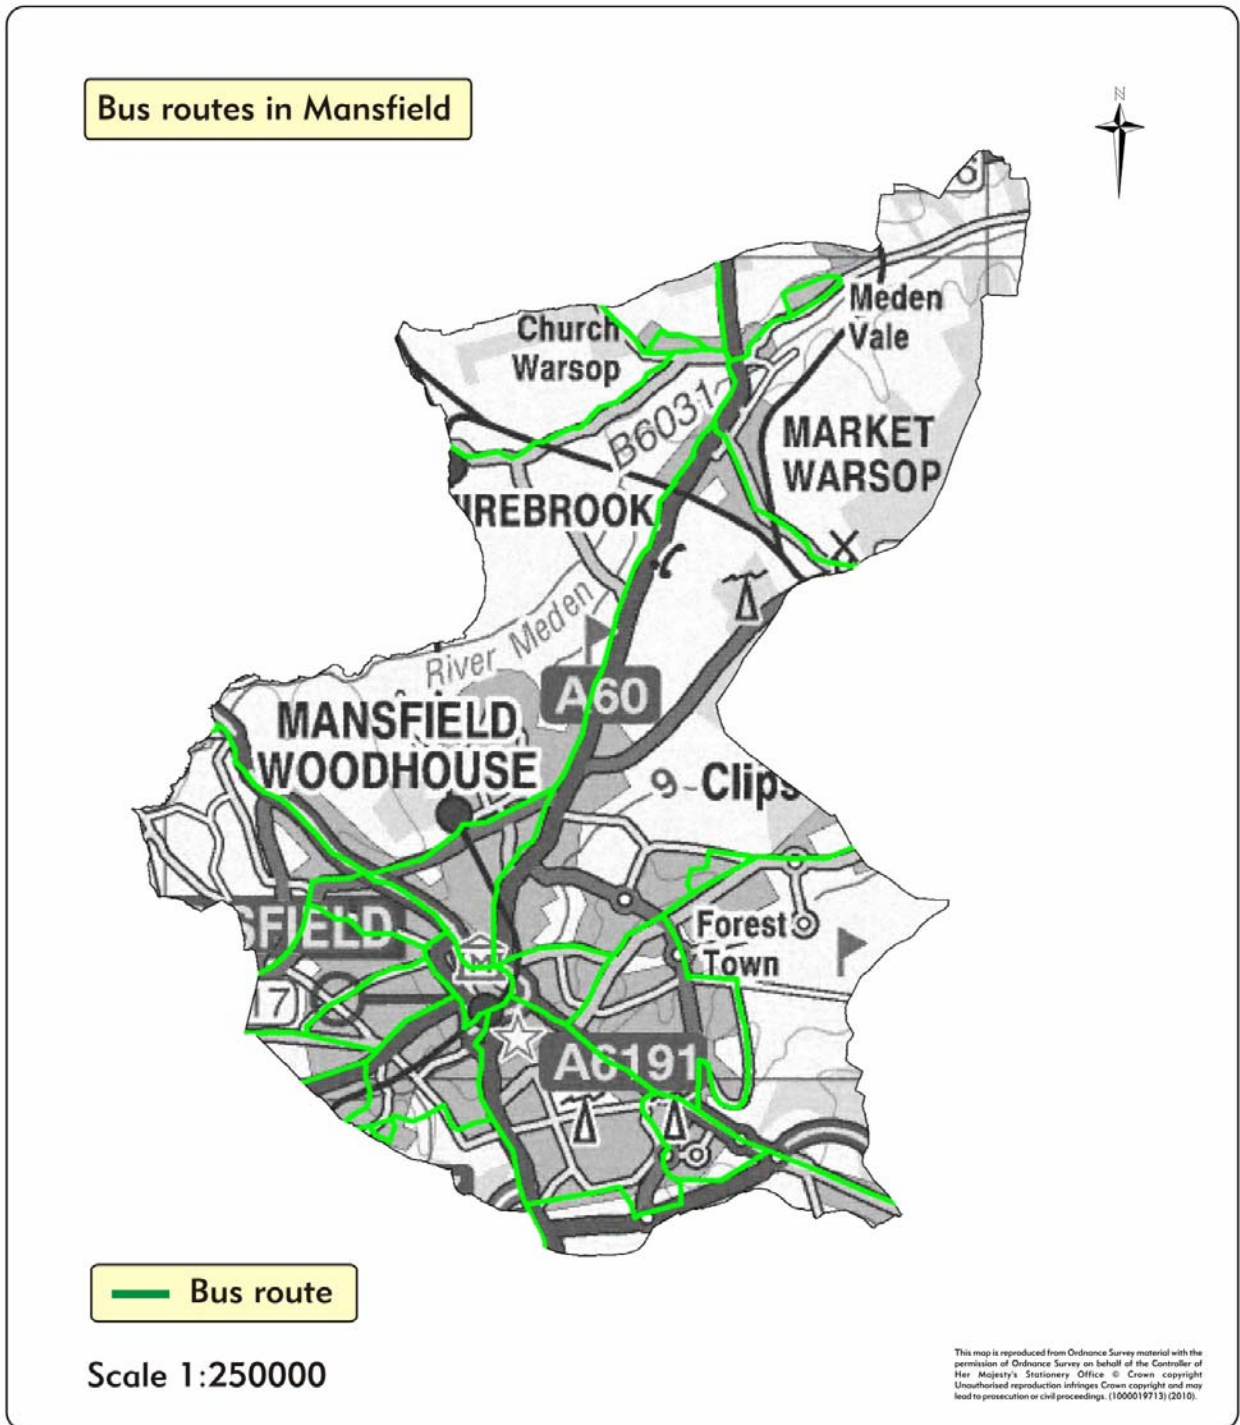 Bus routes in Mansfield
N
Meden
Vale
Church
Warsop
B6031
MARKET
WARSOP
IREBROOK
River Meden
A60
MANSFIELD
WOODHOUSE
9
Clips
SFIELD
Forest
Town
M
17
A6191
Bus route
Scale 1:250000
This map is reproduced from Ordnance Survey material with the
permission of Ordnance Survey on behalf of the Controller of
Her Majesty's Stationery Office © Crown copyright
Unauthorised reproduction infringes Crown copyright and may
lead to prosecution or civil proceedings. (1000019713) (2010).